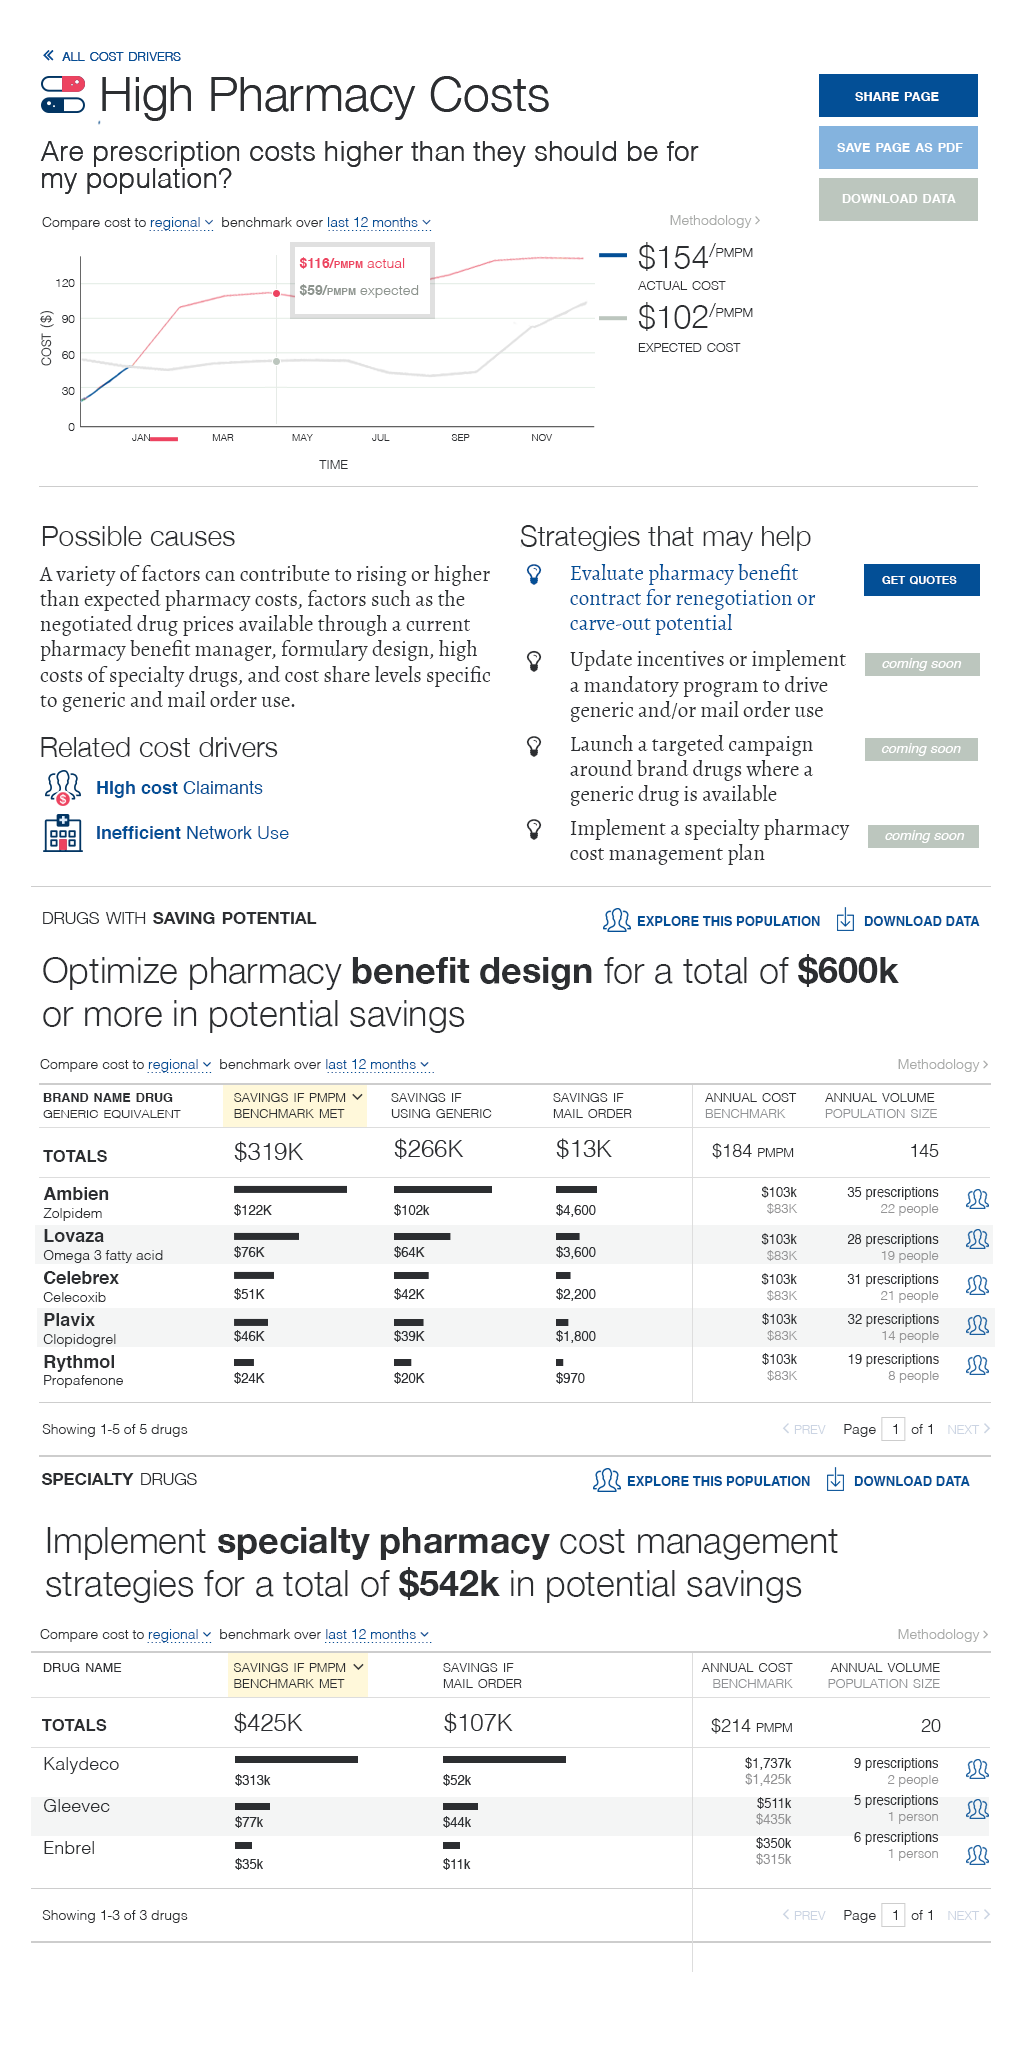 « ALL COST DRIVERS
High Pharmacy Costs
SHARE PAGE
SAVE PAGE AS PDF
DOWNLOAD DATA
Are prescription costs higher than they should be for
my population?
Compare cost to regional benchmark over last 12 months
Methodology >
COST ($)
120
90
60
30
0
$116/PMPM actual
$59/PMPM expected
JAN
MAR
MAY
JUL
SEP
NOV
TIME
$154/PMPM
ACTUAL COST
$102/PMPM
EXPECTED COST
Possible causes
A variety of factors can contribute to rising or higher
than expected pharmacy costs, factors such as the
negotiated drug prices available through a current
pharmacy benefit manager, formulary design, high
costs of specialty drugs, and cost share levels specific
to generic and mail order use.
Related cost drivers
HIgh cost Claimants
Inefficient Network Use
Strategies that may help
Evaluate pharmacy benefit
contract for renegotiation or
carve-out potential
GET QUOTES
Update incentives or implement
a mandatory program to drive
generic and/or mail order use
coming soon
Launch a targeted campaign
around brand drugs where a
generic drug is available
coming soon
Implement a specialty pharmacy
cost management plan
coming soon
DRUGS WITH SAVING POTENTIAL
EXPLORE THIS POPULATION
DOWNLOAD DATA
Optimize pharmacy benefit design for a total of $600k
or more in potential savings
Compare cost to regional benchmark over last 12 months
Methodology >
BRAND NAME DRUG
GENERIC EQUIVALENT
SAVINGS IF PMPM
BENCHMARK MET
SAVINGS IF
USING GENERIC
SAVINGS IF
MAIL ORDER
ANNUAL COST
BENCHMARK
ANNUAL VOLUME
POPULATION SIZE
TOTALS $319K $266K $13K $184 PMPM 145
Ambien $103k 35 prescriptions
Zolpidem $122K $102k $4,600 $83K 22 people
Lovaza $103k 28 prescriptions
Omega 3 fatty acid $76K $64K $3,600 $83K 19 people
Celebrex $103k 31 prescriptions
Celecoxib $51K $42K $2,200 $83K 21 people
Plavix $103k 32 prescriptions
Clopidogrel $46K $39K $1,800 $83K 14 people
Rythmol $103k 19 prescriptions
Propafenone $24K $20K $970 $83K 8 people
Showing 1-5 of 5 drugs
< PREV Page 1 of 1 NEXT >
SPECIALTY DRUGS
EXPLORE THIS POPULATION
DOWNLOAD DATA
Implement specialty pharmacy cost management
strategies for a total of $542k in potential savings
Compare cost to regional benchmark over last 12 months
Methodology >
DRUG NAME
SAVINGS IF PMPM
BENCHMARK MET
SAVINGS IF
MAIL ORDER
ANNUAL COST
BENCHMARK
ANNUAL VOLUME
POPULATION SIZE
TOTALS $425K $107K $214 PMPM 20
Kalydeco $1,737k 9 prescriptions
$313k $52k $1,425k 2 people
Gleevec $511k 5 prescriptions
$77k $44k $435k 1 person
Enbrel $350k 6 prescriptions
$35k $11k $315k 1 person
Showing 1-3 of 3 drugs
< PREV Page 1 of 1 NEXT >